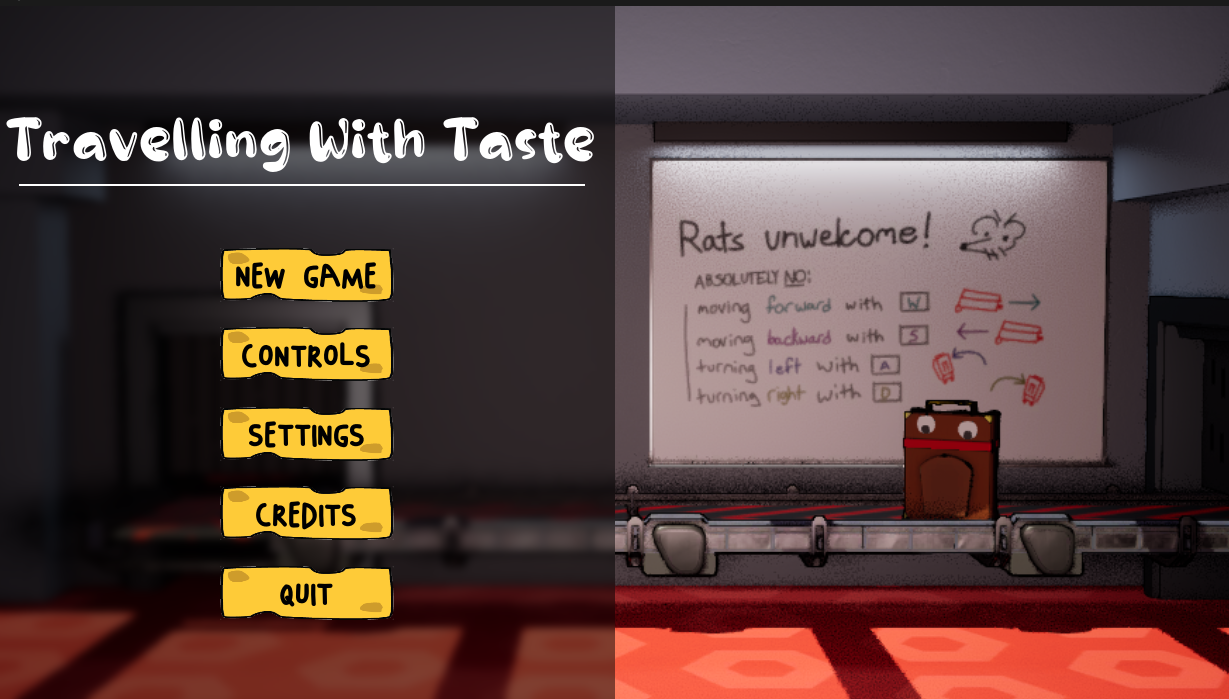 Travelling With Taste
NEW GAME
CONTROLS
SETTINGS
CREDITS
QUIT
Rats unwelcome!
ABSOLUTELY NO:
moving forward with W
moving backward with S
turning left with A
turning right with D